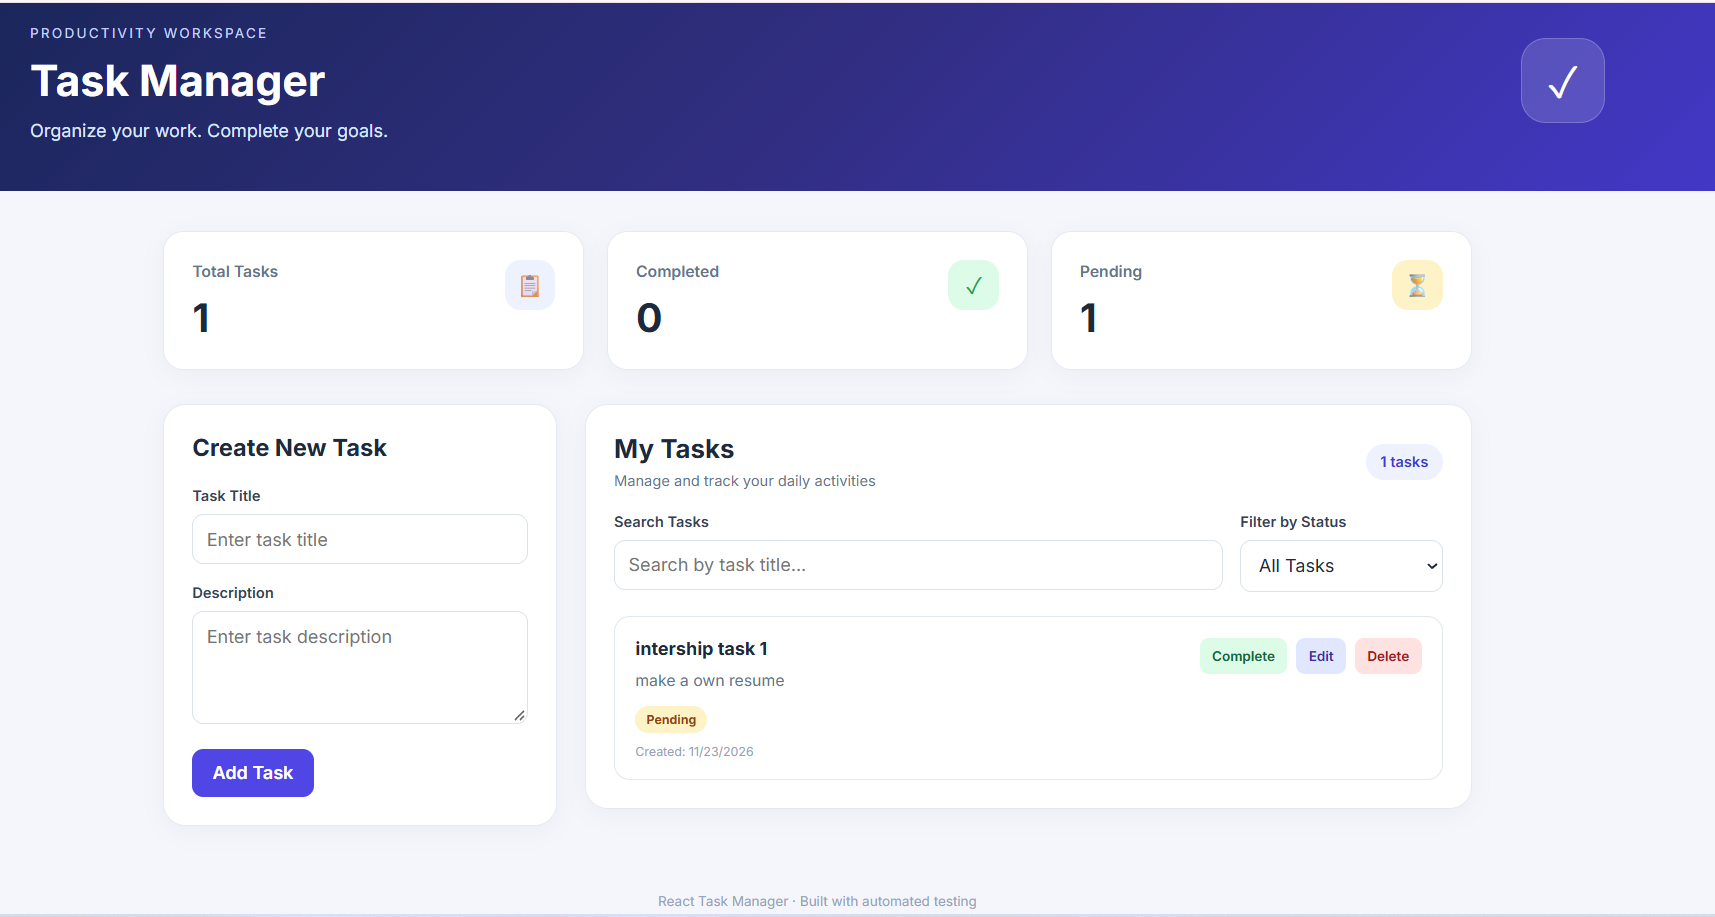 PRODUCTIVITY WORKSPACE
Task Manager
Organize your work. Complete your goals.
Total Tasks
1
Completed
0
Pending
1
Create New Task
Task Title
Enter task title
Description
Enter task description
Add Task
My Tasks
Manage and track your daily activities
1 tasks
Search Tasks
Search by task title...
Filter by Status
All Tasks
intership task 1
Complete
Edit
Delete
make a own resume
Pending
Created: 11/23/2026
React Task Manager · Built with automated testing